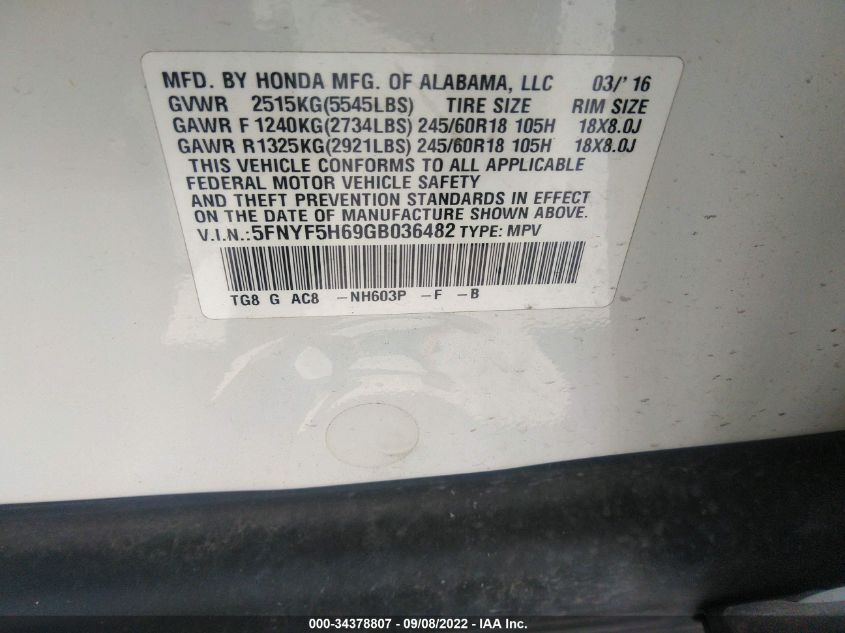 MFD. BY HONDA MFG. OF ALABAMA, LLC 03/'16
GVWR 2515KG(5545LBS) TIRE SIZE RIM SIZE
GAWR F 1240KG(2734LBS) 245/60R18 105H 18X8.0J
GAWR R1325KG(2921LBS) 245/60R18 105H 18X8.0J
THIS VEHICLE CONFORMS TO ALL APPLICABLE
FEDERAL MOTOR VEHICLE SAFETY
AND THEFT PREVENTION STANDARDS IN EFFECT
ON THE DATE OF MANUFACTURE SHOWN ABOVE.
V.I.N.:5FNYF5H69GB036482 TYPE: MPV
TG8 G AC8 -NH603P -F -B
000-34378807 - 09/08/2022 - IAA Inc.